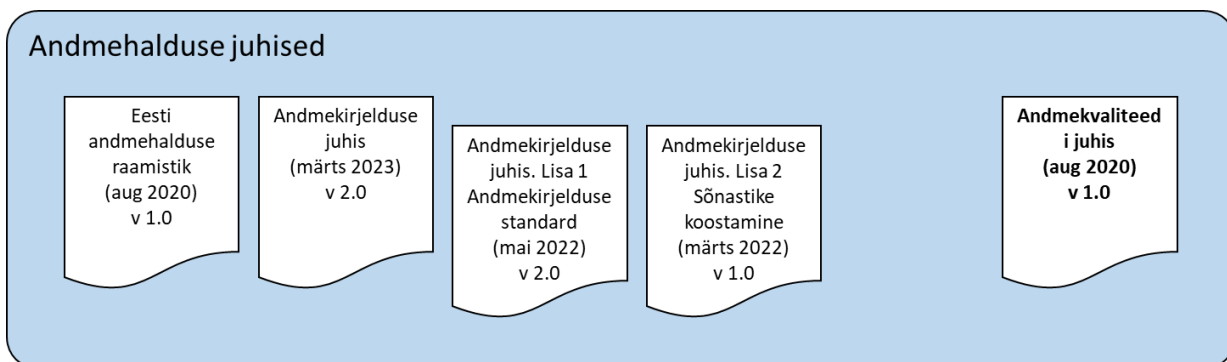 Andmehalduse juhised
Eesti
andmehalduse
raamistik
(aug 2020)
v 1.0
Andmekirjelduse
juhis
(märts 2023)
v 2.0
Andmekirjelduse
juhis. Lisa 1
Andmekirjelduse
standard
(mai 2022)
v 2.0
Andmekirjelduse
juhis. Lisa 2
Sõnastike
koostamine
(märts 2022)
v 1.0
Andmekvaliteed
i juhis
(aug 2020)
v 1.0